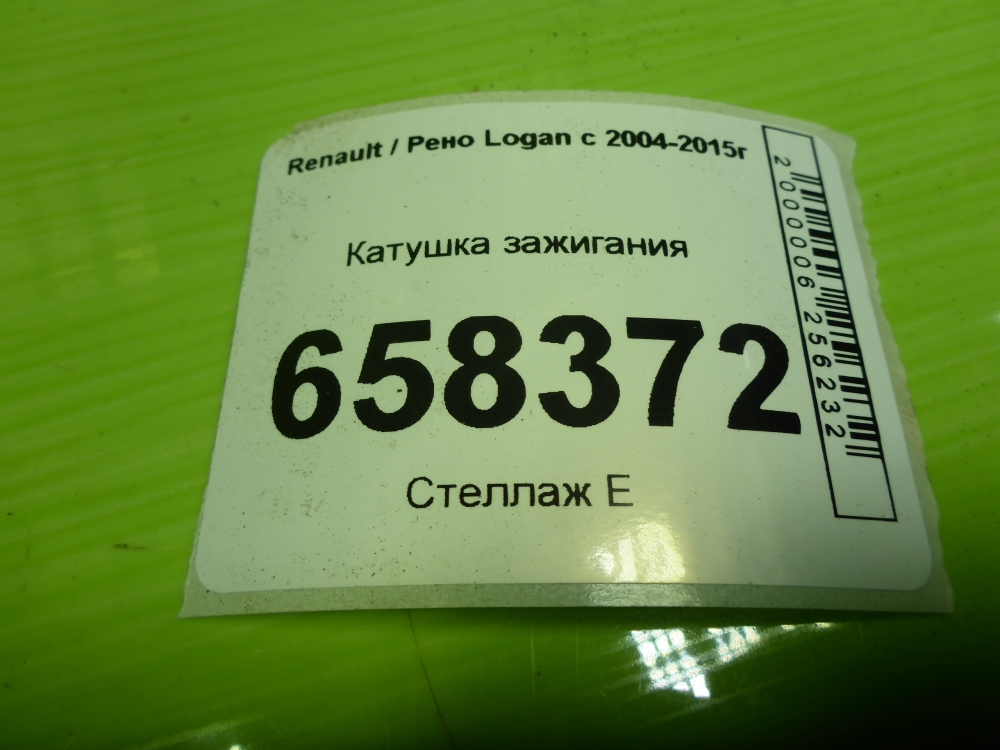 Renault / Рено Logan с 2004-2015г
Катушка зажигания
658372
Стеллаж Е
2000006256232